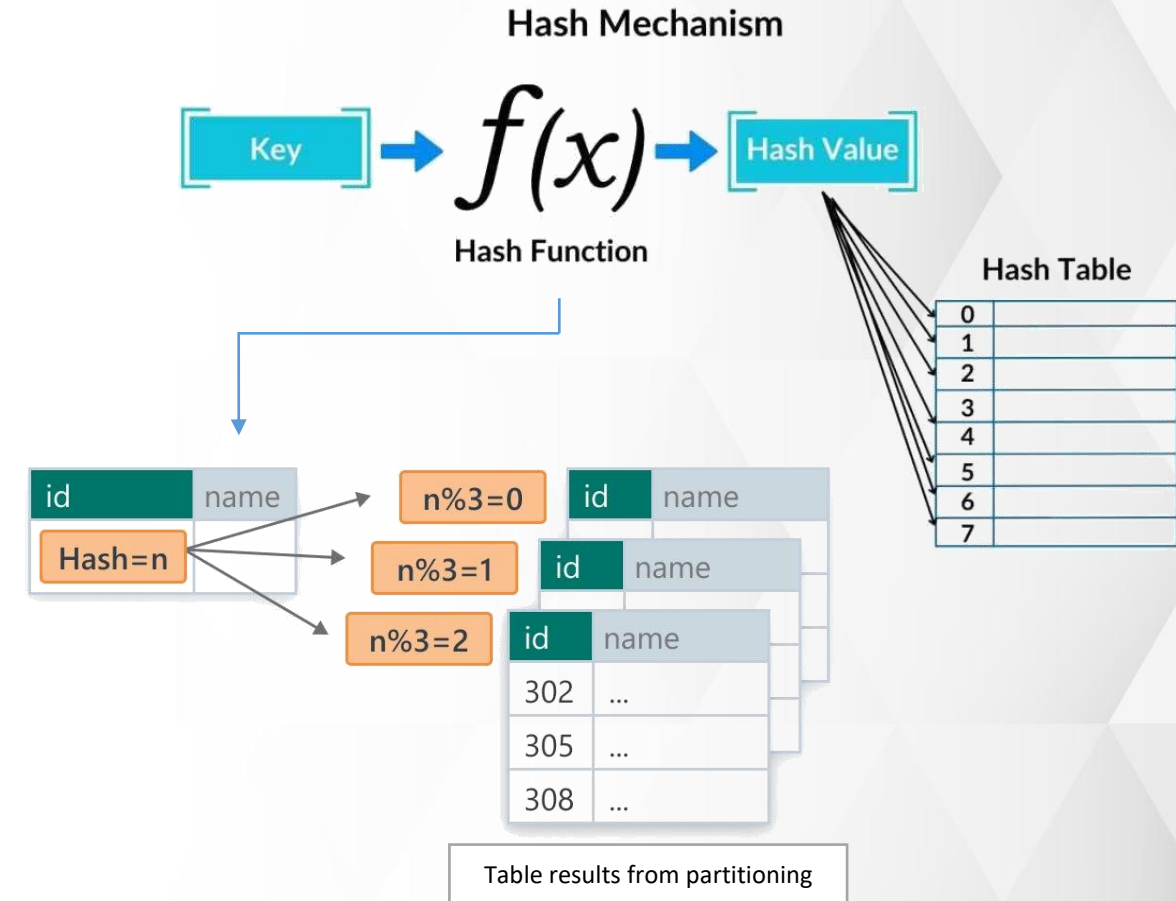 Hash Mechanism
Key
f(x)
Hash Value
Hash Function
Hash Table
0
1
2
3
4
5
6
7
id name
Hash=n
n%3=0
id name
n%3=1
id name
n%3=2
id name
302 ...
305 ...
308 ...
Table results from partitioning